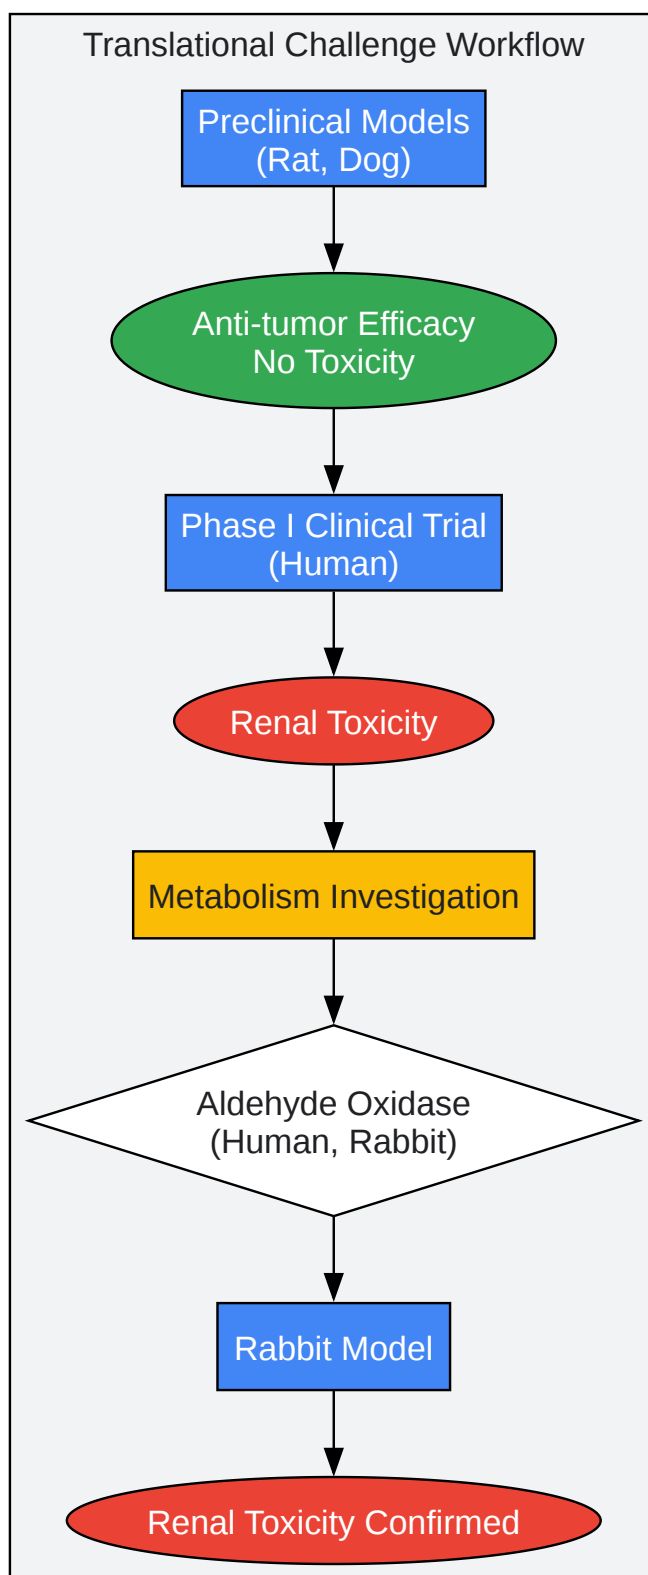 Translational Challenge Workflow
Preclinical Models
(Rat, Dog)
Anti-tumor Efficacy
No Toxicity
Phase I Clinical Trial
(Human)
Renal Toxicity
Metabolism Investigation
Aldehyde Oxidase
(Human, Rabbit)
Rabbit Model
Renal Toxicity Confirmed